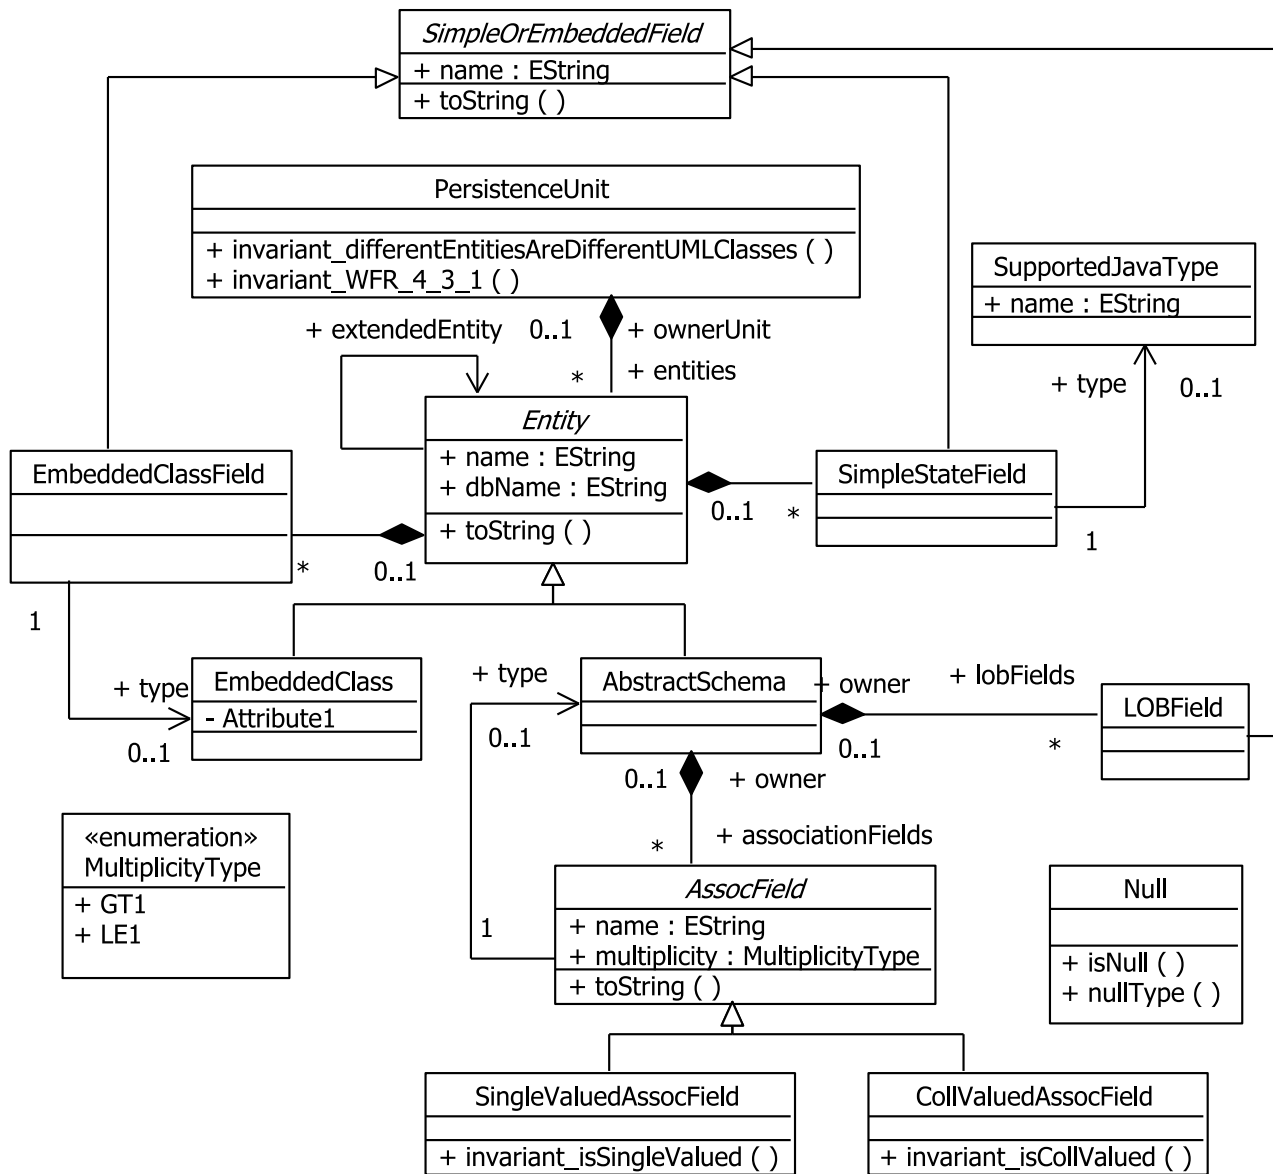 SimpleOrEmbeddedField
+ name : EString
+ toString ( )
PersistenceUnit
+ invariant_differentEntitiesAreDifferentUMLClasses ( )
+ invariant_WFR_4_3_1 ( )
SupportedJavaType
+ name : EString
+ extendedEntity
0..1
+ ownerUnit
+ entities
*
+ type
0..1
Entity
+ name : EString
+ dbName : EString
+ toString ( )
EmbeddedClassField
SimpleStateField
0..1
*
1
*
0..1
1
+ type
0..1
EmbeddedClass
- Attribute1
+ type
0..1
AbstractSchema
+ owner
0..1
+ lobFields
*
LOBField
0..1
+ owner
+ associationFields
*
1
«enumeration»
MultiplicityType
+ GT1
+ LE1
AssocField
+ name : EString
+ multiplicity : MultiplicityType
+ toString ( )
Null
+ isNull ( )
+ nullType ( )
SingleValuedAssocField
+ invariant_isSingleValued ( )
CollValuedAssocField
+ invariant_isCollValued ( )